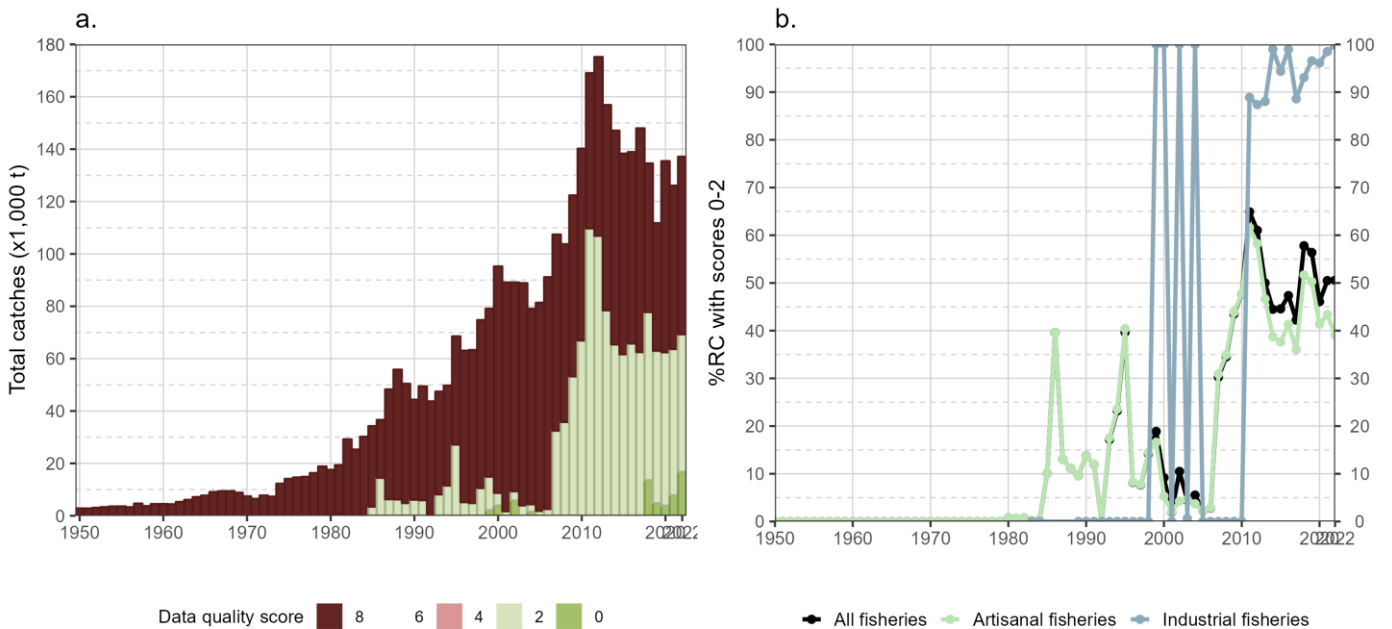 a.
Total catches (x1,000 t)
180
160
140
120
100
80
60
40
20
0
1950 1960 1970 1980 1990 2000 2010 2020 2022
Data quality score 8 6 4 2 0
b.
%RC with scores 0-2
100 100
90 90
80 80
70 70
60 60
50 50
40 40
30 30
20 20
10 10
0 0
1950 1960 1970 1980 1990 2000 2010 2020 2022
All fisheries Artisanal fisheries Industrial fisheries